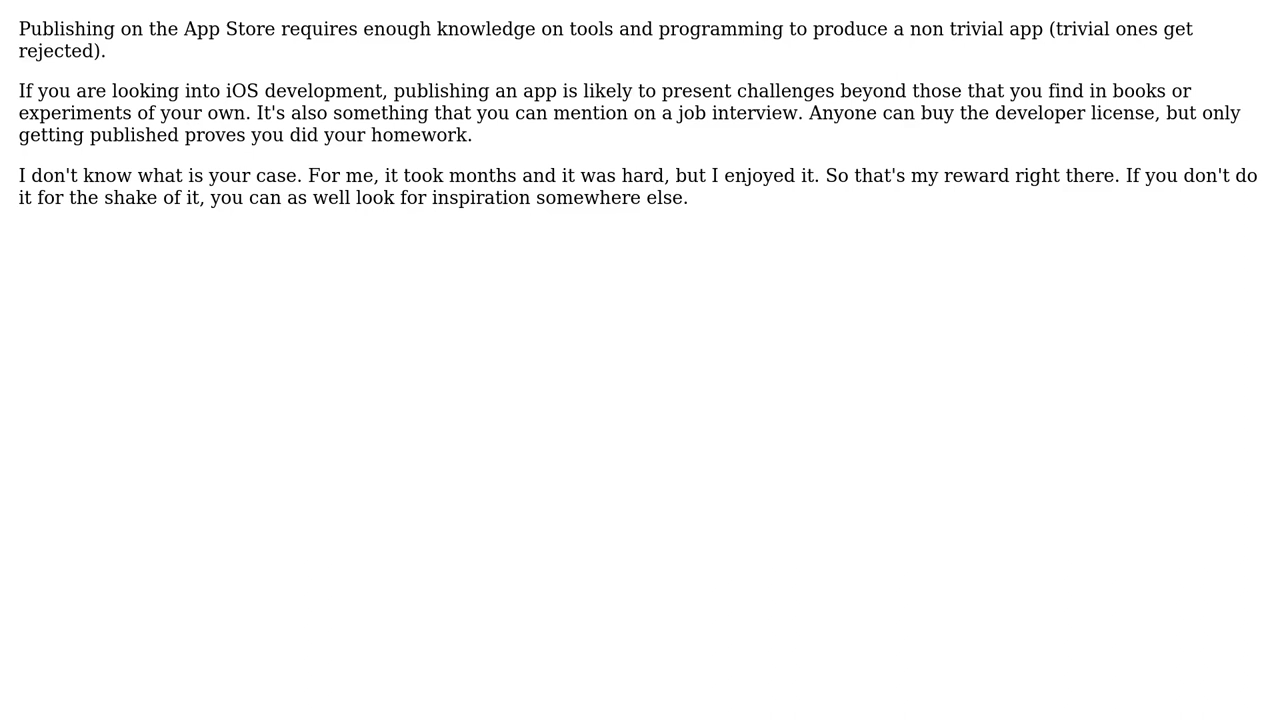 Publishing on the App Store requires enough knowledge on tools and programming to produce a non trivial app (trivial ones get
rejected).
If you are looking into iOS development, publishing an app is likely to present challenges beyond those that you find in books or
experiments of your own. It's also something that you can mention on a job interview. Anyone can buy the developer license, but only
getting published proves you did your homework.
I don't know what is your case. For me, it took months and it was hard, but I enjoyed it. So that's my reward right there. If you don't do
it for the shake of it, you can as well look for inspiration somewhere else.